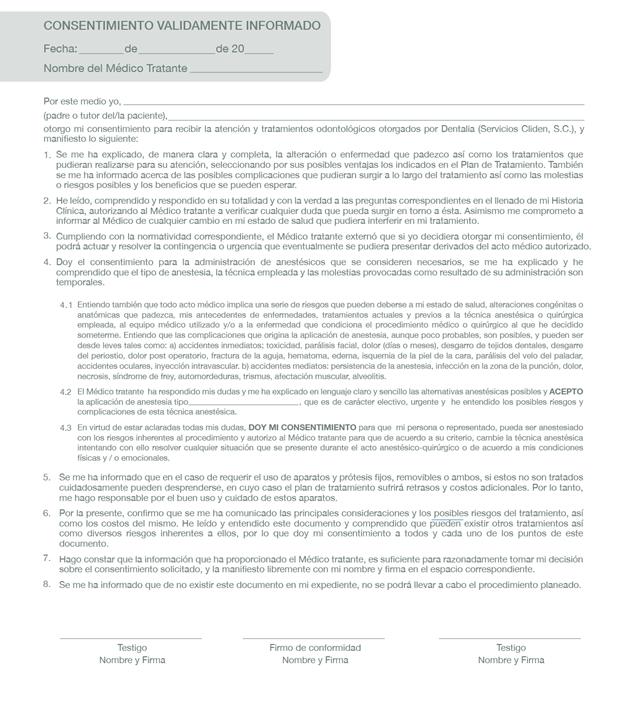 CONSENTIMIENTO VALIDAMENTE INFORMADO
Fecha:________de_____________de 20_____
Nombre del Médico Tratante ______________________
Por este medio yo, ______________________
(padre o tutor del/la paciente),______________________
otorgo mi consentimiento para recibir la atención y tratamientos odontológicos otorgados por Dentalia (Servicios Cliden, S.C.), y
manifiesto lo siguiente:
1. Se me ha explicado, de manera clara y completa, la alteración o enfermedad que padezco así como los tratamientos que
pudieran realizarse para su atención, seleccionando por sus posibles ventajas los indicados en el Plan de Tratamiento. También
se me ha informado acerca de las posibles complicaciones que pudieran surgir a lo largo del tratamiento así como las molestias
o riesgos posibles y los beneficios que se pueden esperar.
2. He leído, comprendido y respondido en su totalidad y con la verdad a las preguntas correspondientes en el llenado de mi Historia
Clínica, autorizando al Médico tratante a verificar cualquier duda que pueda surgir en torno a ésta. Asimismo me comprometo a
informar al Médico de cualquier cambio en mi estado de salud que pudiera interferir en mi tratamiento.
3. Cumpliendo con la normatividad correspondiente, el Médico tratante externó que si yo decidiera otorgar mi consentimiento, él
podrá actuar y resolver la contingencia o urgencia que eventualmente se pudiera presentar derivados del acto médico autorizado.
4. Doy el consentimiento para la administración de anestésicos que se consideren necesarios, se me ha explicado y he
comprendido que el tipo de anestesia, la técnica empleada y las molestias provocadas como resultado de su administración son
temporales.
4.1 Entiendo también que todo acto médico implica una serie de riesgos que pueden deberse a mi estado de salud, alteraciones congénitas o
anatómicas que padezca, mis antecedentes de enfermedades, tratamientos actuales y previos a la técnica anestésica o quirúrgica
empleada, al equipo médico utilizado y/o a la enfermedad que condiciona el procedimiento médico o quirúrgico al que he decidido
someterme. Entiendo que las complicaciones que origina la aplicación de anestesia, aunque poco probables, son posibles, y pueden ser
desde leves tales como: a) accidentes inmediatos; toxicidad, parálisis facial, dolor (días o meses), desgarro de tejidos dentales, desgarre
del periostio, dolor post operatorio, fractura de la aguja, hematoma, edema, isquemia de la piel de la cara, parálisis del velo del paladar,
accidentes oculares, inyección intravascular. b) accidentes mediatos: persistencia de la anestesia, infección en la zona de la punción, dolor,
necrosis, síndrome de frey, automordeduras, trismus, afectación muscular, alveolitis.
4.2 El Médico tratante ha respondido mis dudas y me ha explicado en lenguaje claro y sencillo las alternativas anestésicas posibles y ACEPTO
la aplicación de anestesia tipo______________________, que es de carácter electivo, urgente y he entendido los posibles riesgos y
complicaciones de esta técnica anestésica.
4.3 En virtud de estar aclaradas todas mis dudas, DOY MI CONSENTIMIENTO para que mi persona o representado, pueda ser anestesiado
con los riesgos inherentes al procedimiento y autorizo al Médico tratante para que de acuerdo a su criterio, cambie la técnica anestésica
intentando con ello resolver cualquier situación que se presente durante el acto anestésico-quirúrgico o de acuerdo a mis condiciones
físicas y / o emocionales.
5. Se me ha informado que en el caso de requerir el uso de aparatos y prótesis fijos, removibles o ambos, si estos no son tratados
cuidadosamente pueden desprenderse, en cuyo caso el plan de tratamiento sufrirá retrasos y costos adicionales. Por lo tanto,
me hago responsable por el buen uso y cuidado de estos aparatos.
6. Por la presente, confirmo que se me ha comunicado las principales consideraciones y los posibles riesgos del tratamiento, así
como los costos del mismo. He leído y entendido este documento y comprendido que pueden existir otros tratamientos así
como diversos riesgos inherentes a ellos, por lo que doy mi consentimiento a todos y cada uno de los puntos de este
documento.
7. Hago constar que la información que ha proporcionado el Médico tratante, es suficiente para razonadamente tomar mi decisión
sobre el consentimiento solicitado, y la manifiesto libremente con mi nombre y firma en el espacio correspondiente.
8. Se me ha informado que de no existir este documento en mi expediente, no se podrá llevar a cabo el procedimiento planeado.
Testigo Firmo de conformidad Testigo
Nombre y Firma Nombre y Firma Nombre y Firma